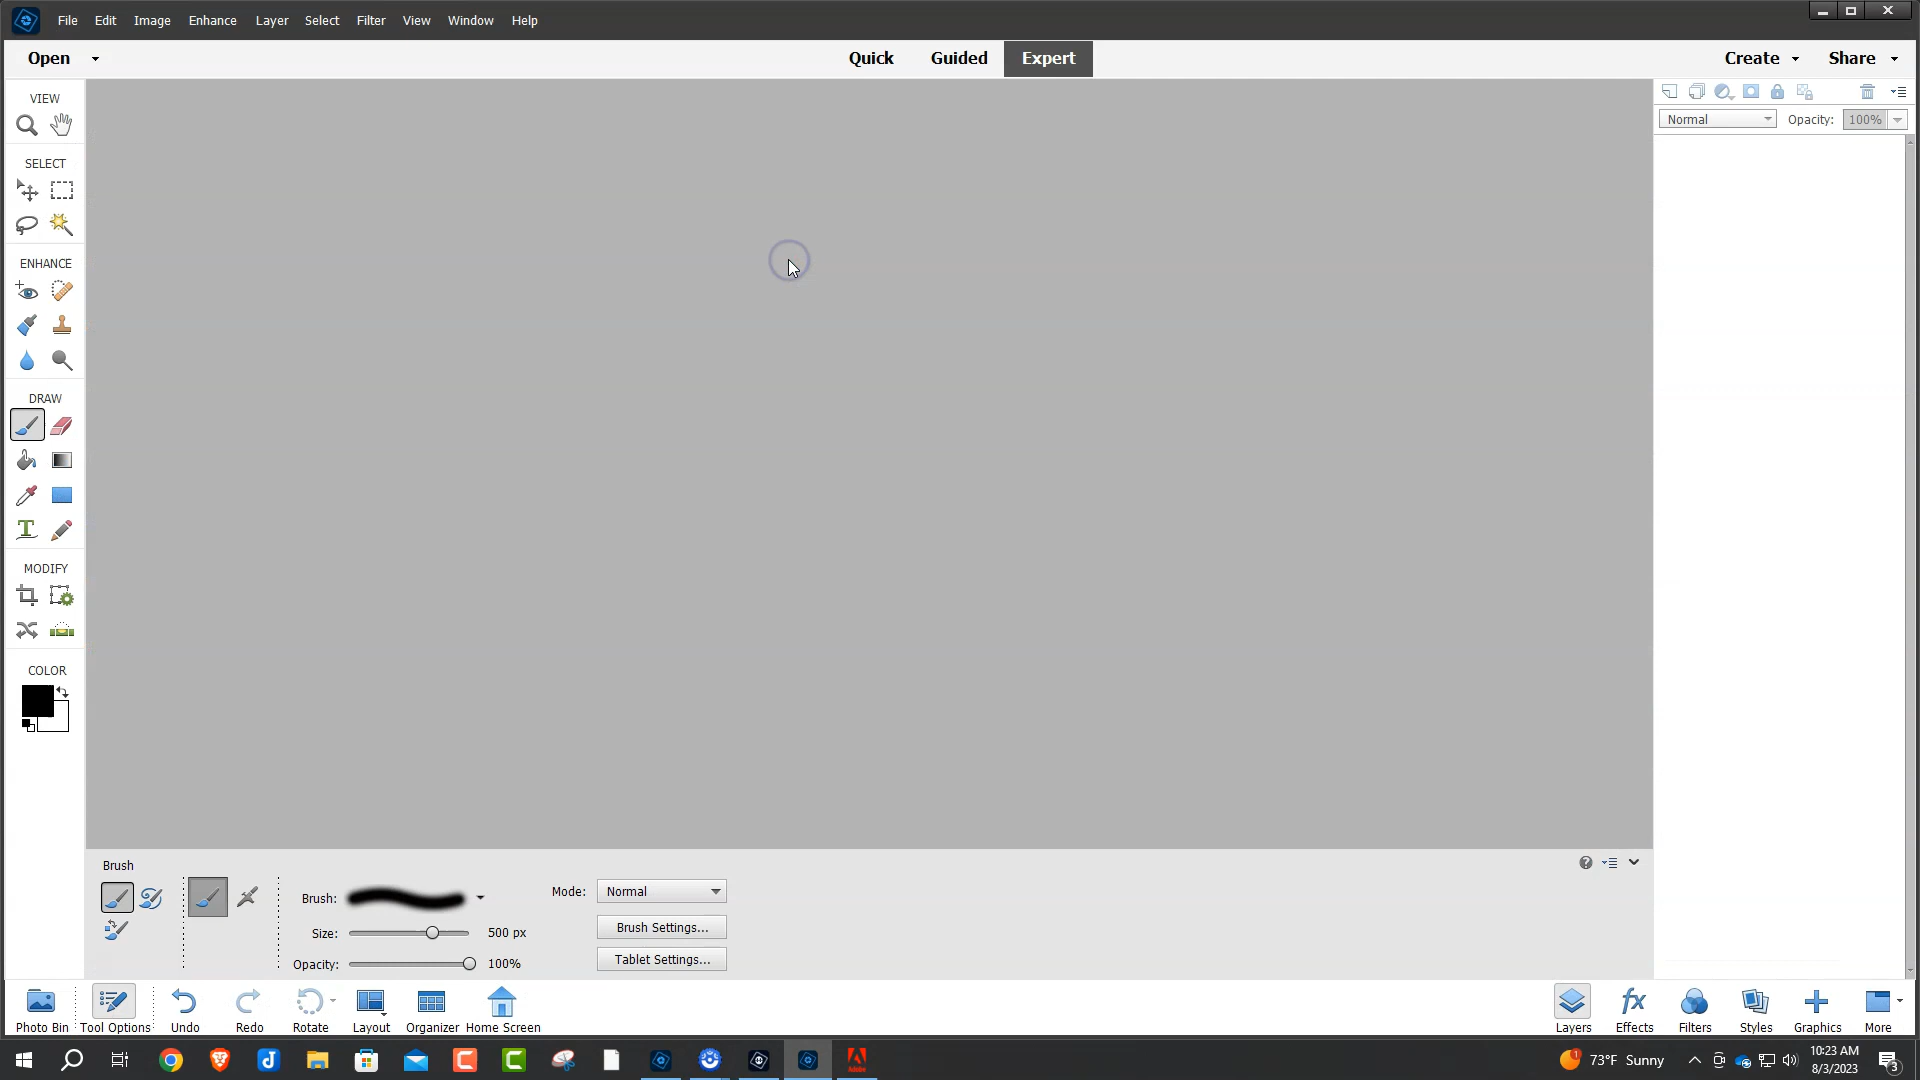 File Edit Image Enhance Layer Select Filter View Window Help
Open Quick Guided Expert Create Share
VIEW
Normal Opacity: 100%
SELECT
ENHANCE
DRAW
MODIFY
COLOR
Brush
Brush: Mode: Normal
Size: 500 px Brush Settings...
Opacity: 100% Tablet Settings...
Photo Bin Tool Options Undo Redo Rotate Layout Organizer Home Screen Layers Effects Filters Styles Graphics More
73°F Sunny 10:23 AM
8/3/2023